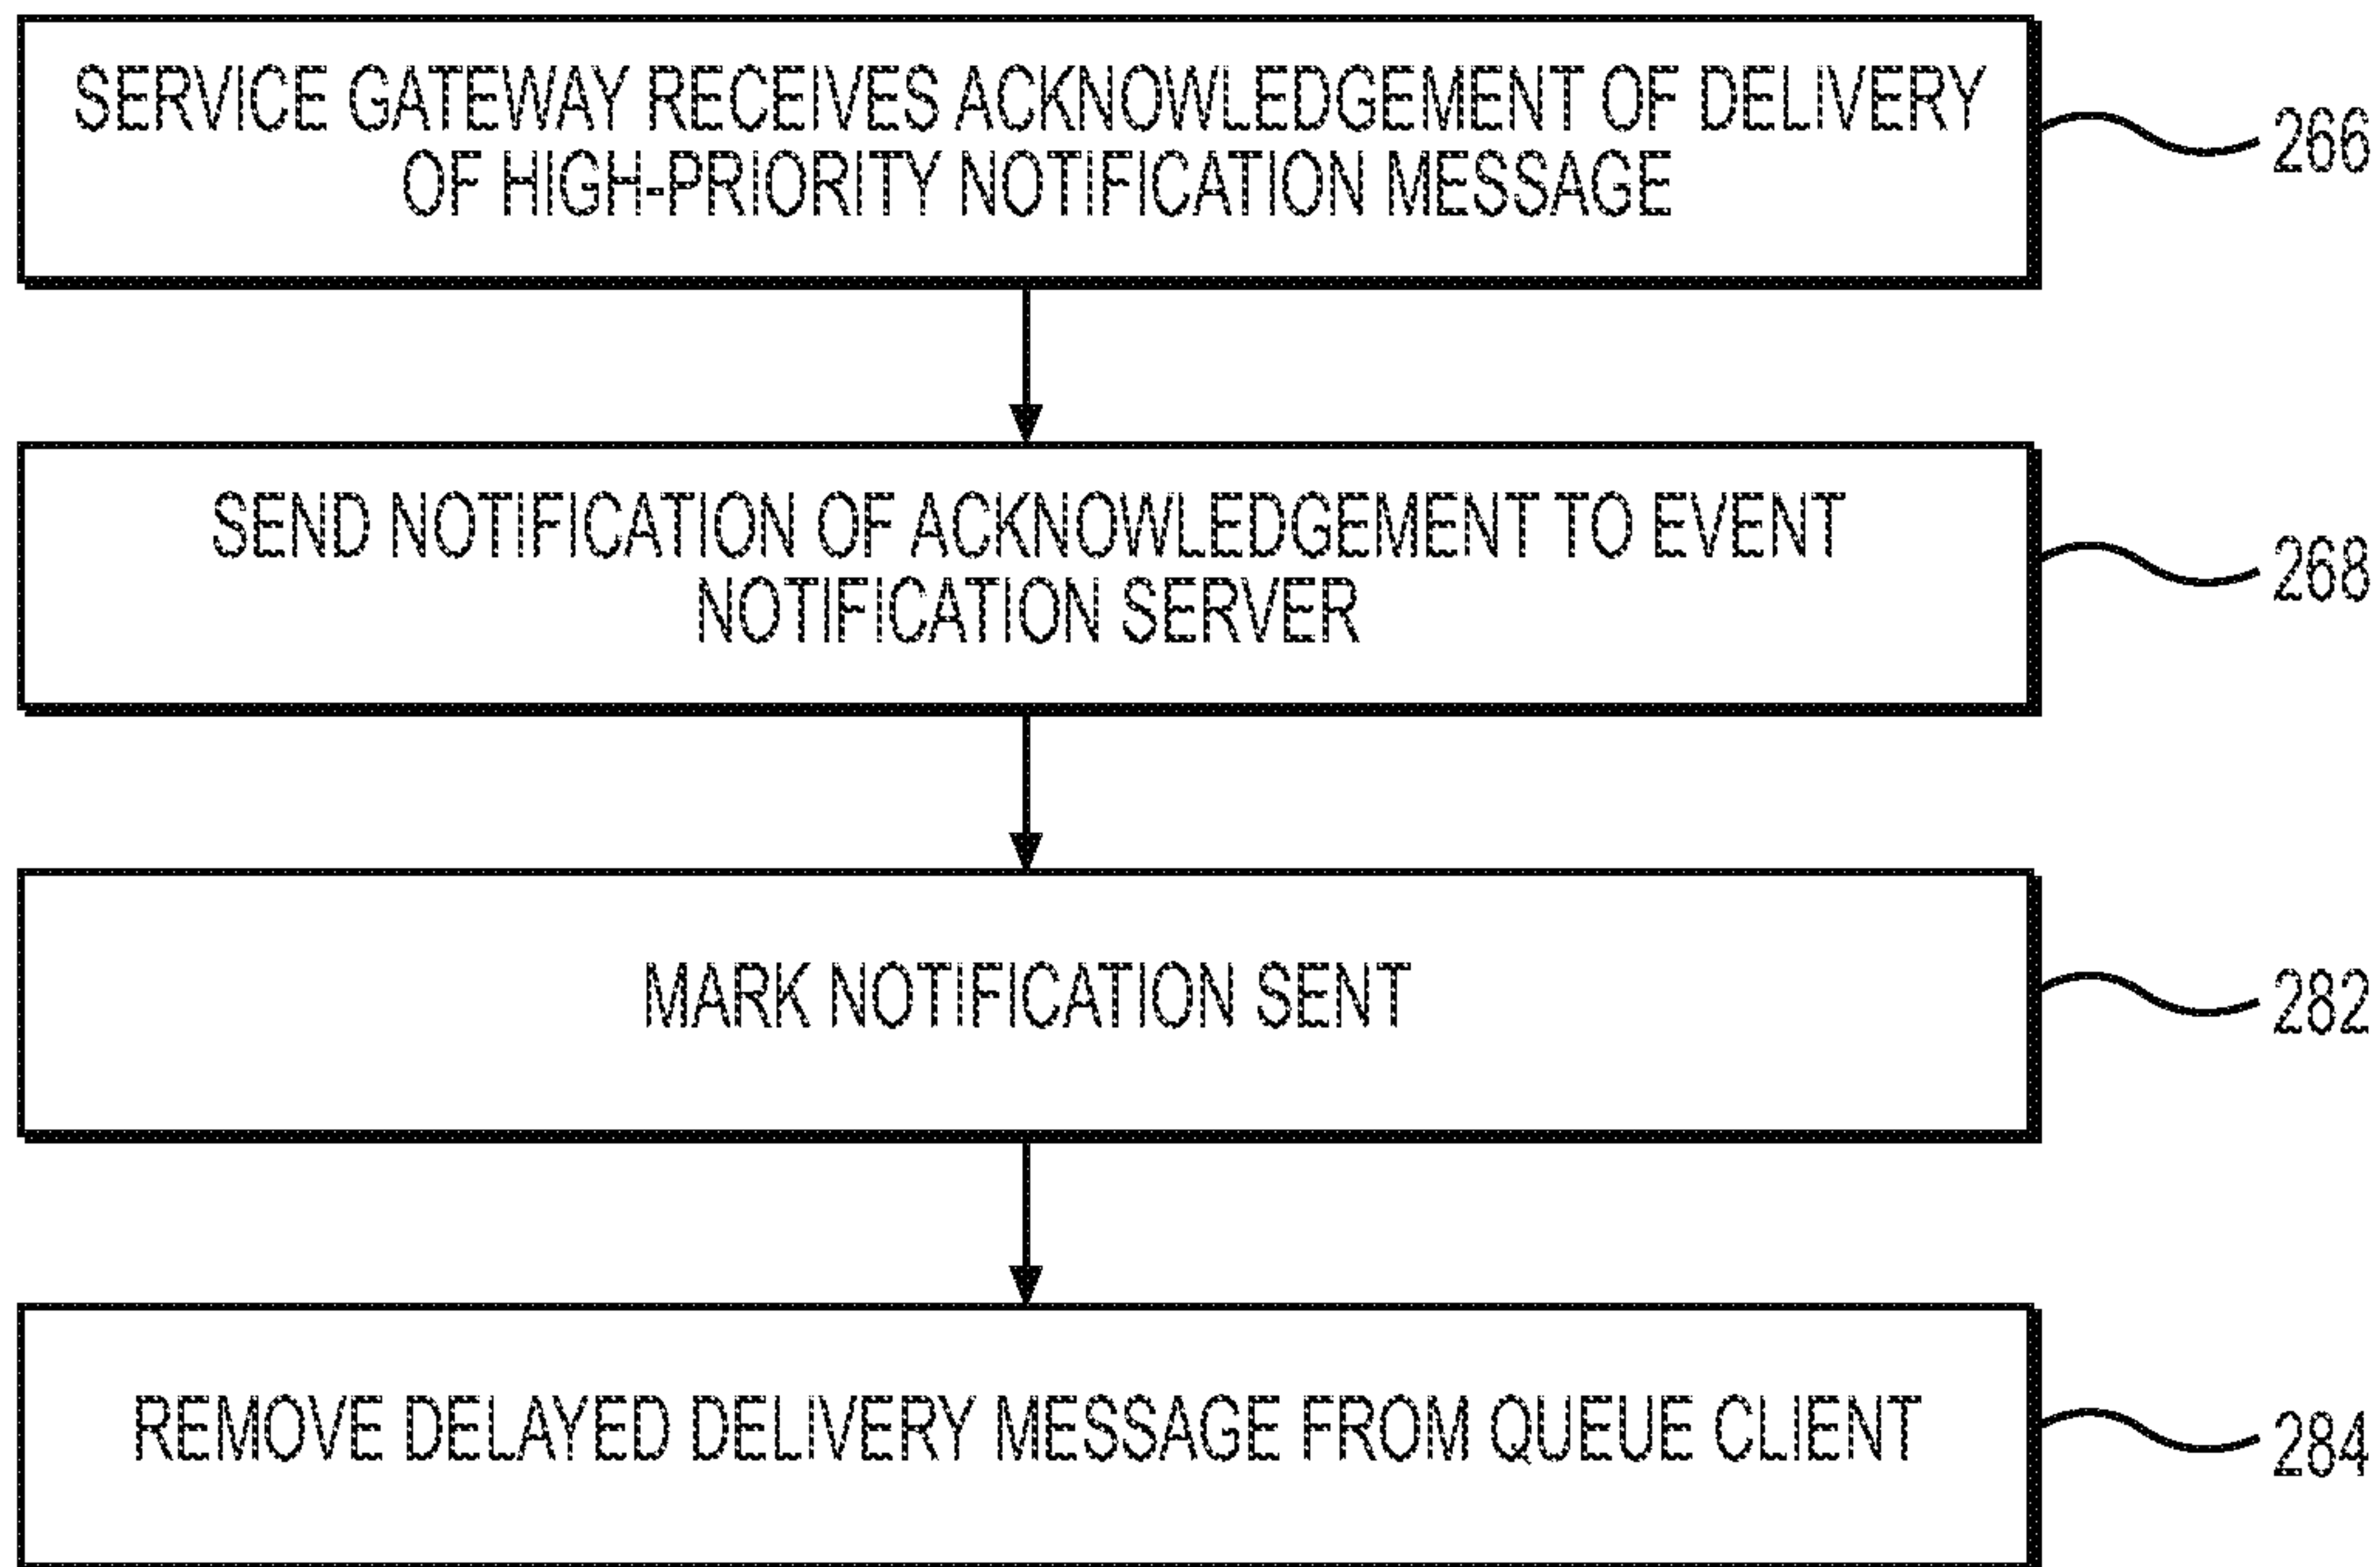 SERVICE GATEWAY RECEIVES ACKNOWLEDGEMENT OF DELIVERY
OF HIGH-PRIORITY NOTIFICATION MESSAGE
266
SEND NOTIFICATION OF ACKNOWLEDGEMENT TO EVENT
NOTIFICATION SERVER
268
MARK NOTIFICATION SENT
282
REMOVE DELAYED DELIVERY MESSAGE FROM QUEUE CLIENT
284